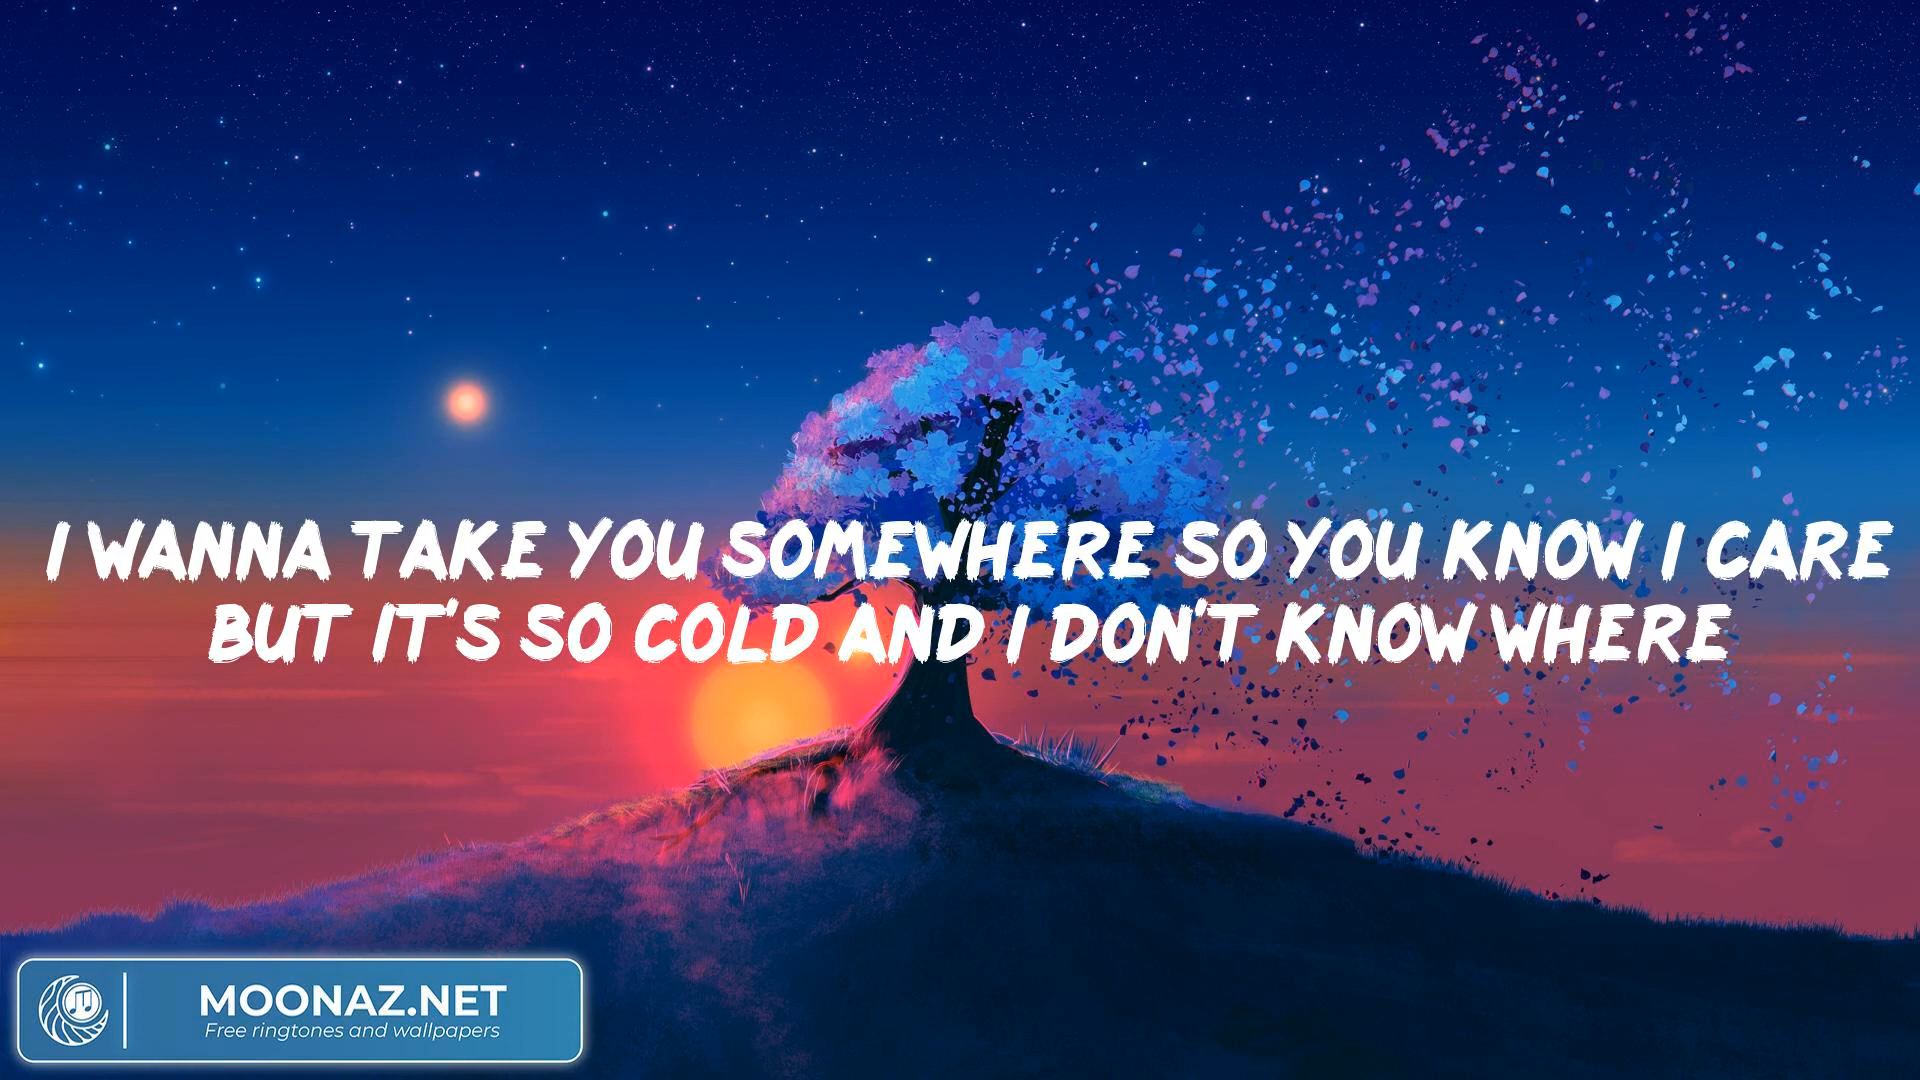 I WANNA TAKE YOU SOMEWHERE SO YOU KNOW I CARE
BUT IT'S SO COLD AND I DON'T KNOW WHERE
MOONAZ.NET
Free ringtones and wallpapers